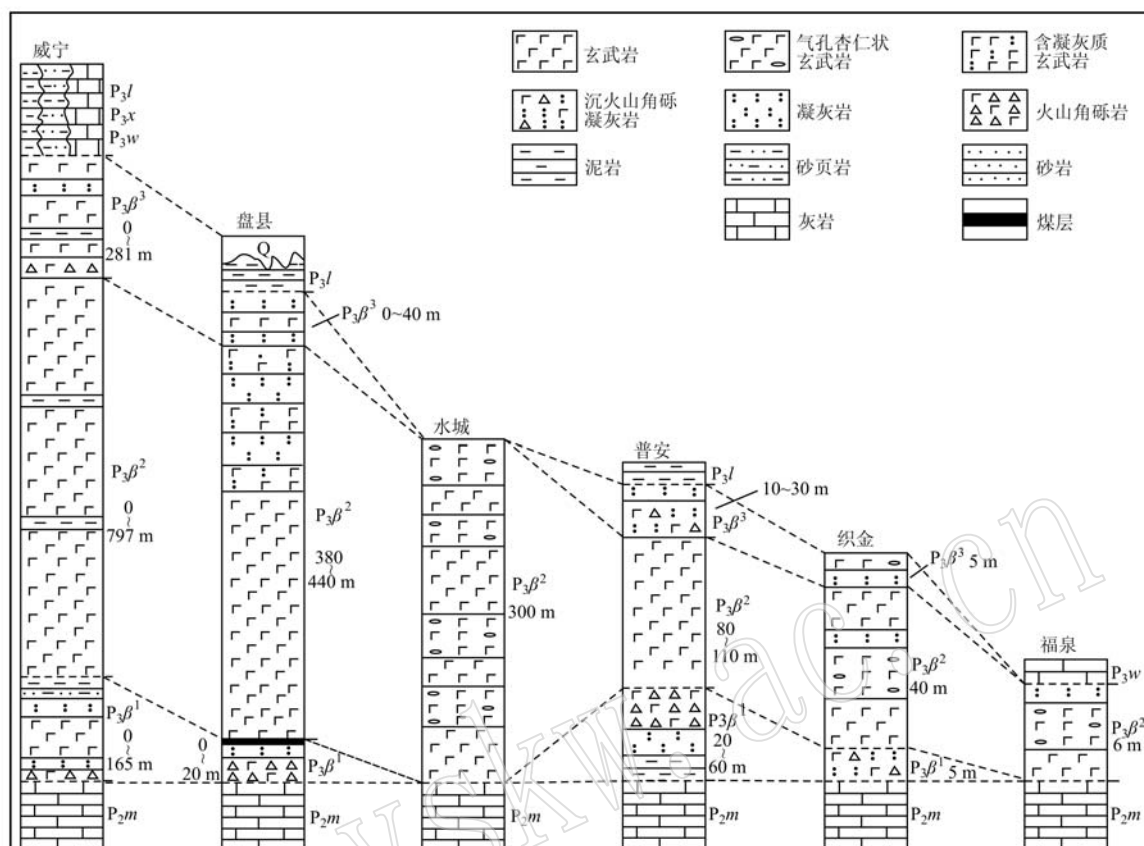 威宁
P₃l
P₃x
P₃w
P₃β³
0
~
281 m
P₃β²
0
~
797 m
P₃β¹
0
~
165 m
盘县
Q
P₃l
P₃β³ 0~40 m
P₃β²
380
~
440 m
0
~
20 m
P₃β¹
P₂m
P₂m
水城
P₃β²
300 m
P₂m
普安
P₃l
10~30 m
P₃β³
P₃β²
80
~
110 m
P3β¹
20
~
60 m
P₂m
织金
P₃β³ 5 m
P₃β²
40 m
P₃β¹ 5 m
P₂m
福泉
P₃w
P₃β²
6 m
P₂m
玄武岩
气孔杏仁状
玄武岩
含凝灰质
玄武岩
沉火山角砾
凝灰岩
凝灰岩
火山角砾岩
泥岩
砂页岩
砂岩
灰岩
煤层
yskw.ac.cn